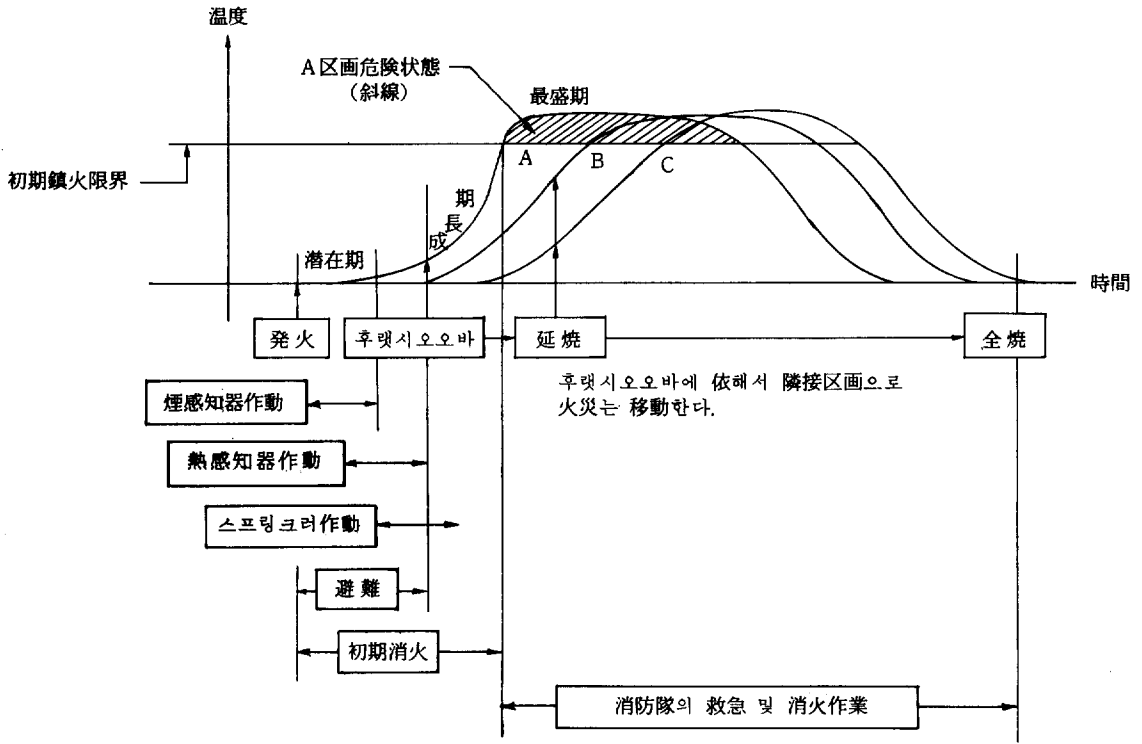 温度
A区画危険状態
(斜線)
最盛期
A
B
C
初期鎮火限界
成長期
潜在期
時間
発火
후랫시오오바
延焼
全焼
후랫시오오바에 依해서 隣接区画으로
火災는 移動한다.
煙感知器作動
熱感知器作動
스프링크러作動
避難
初期消火
消防隊의 救急 및 消火作業